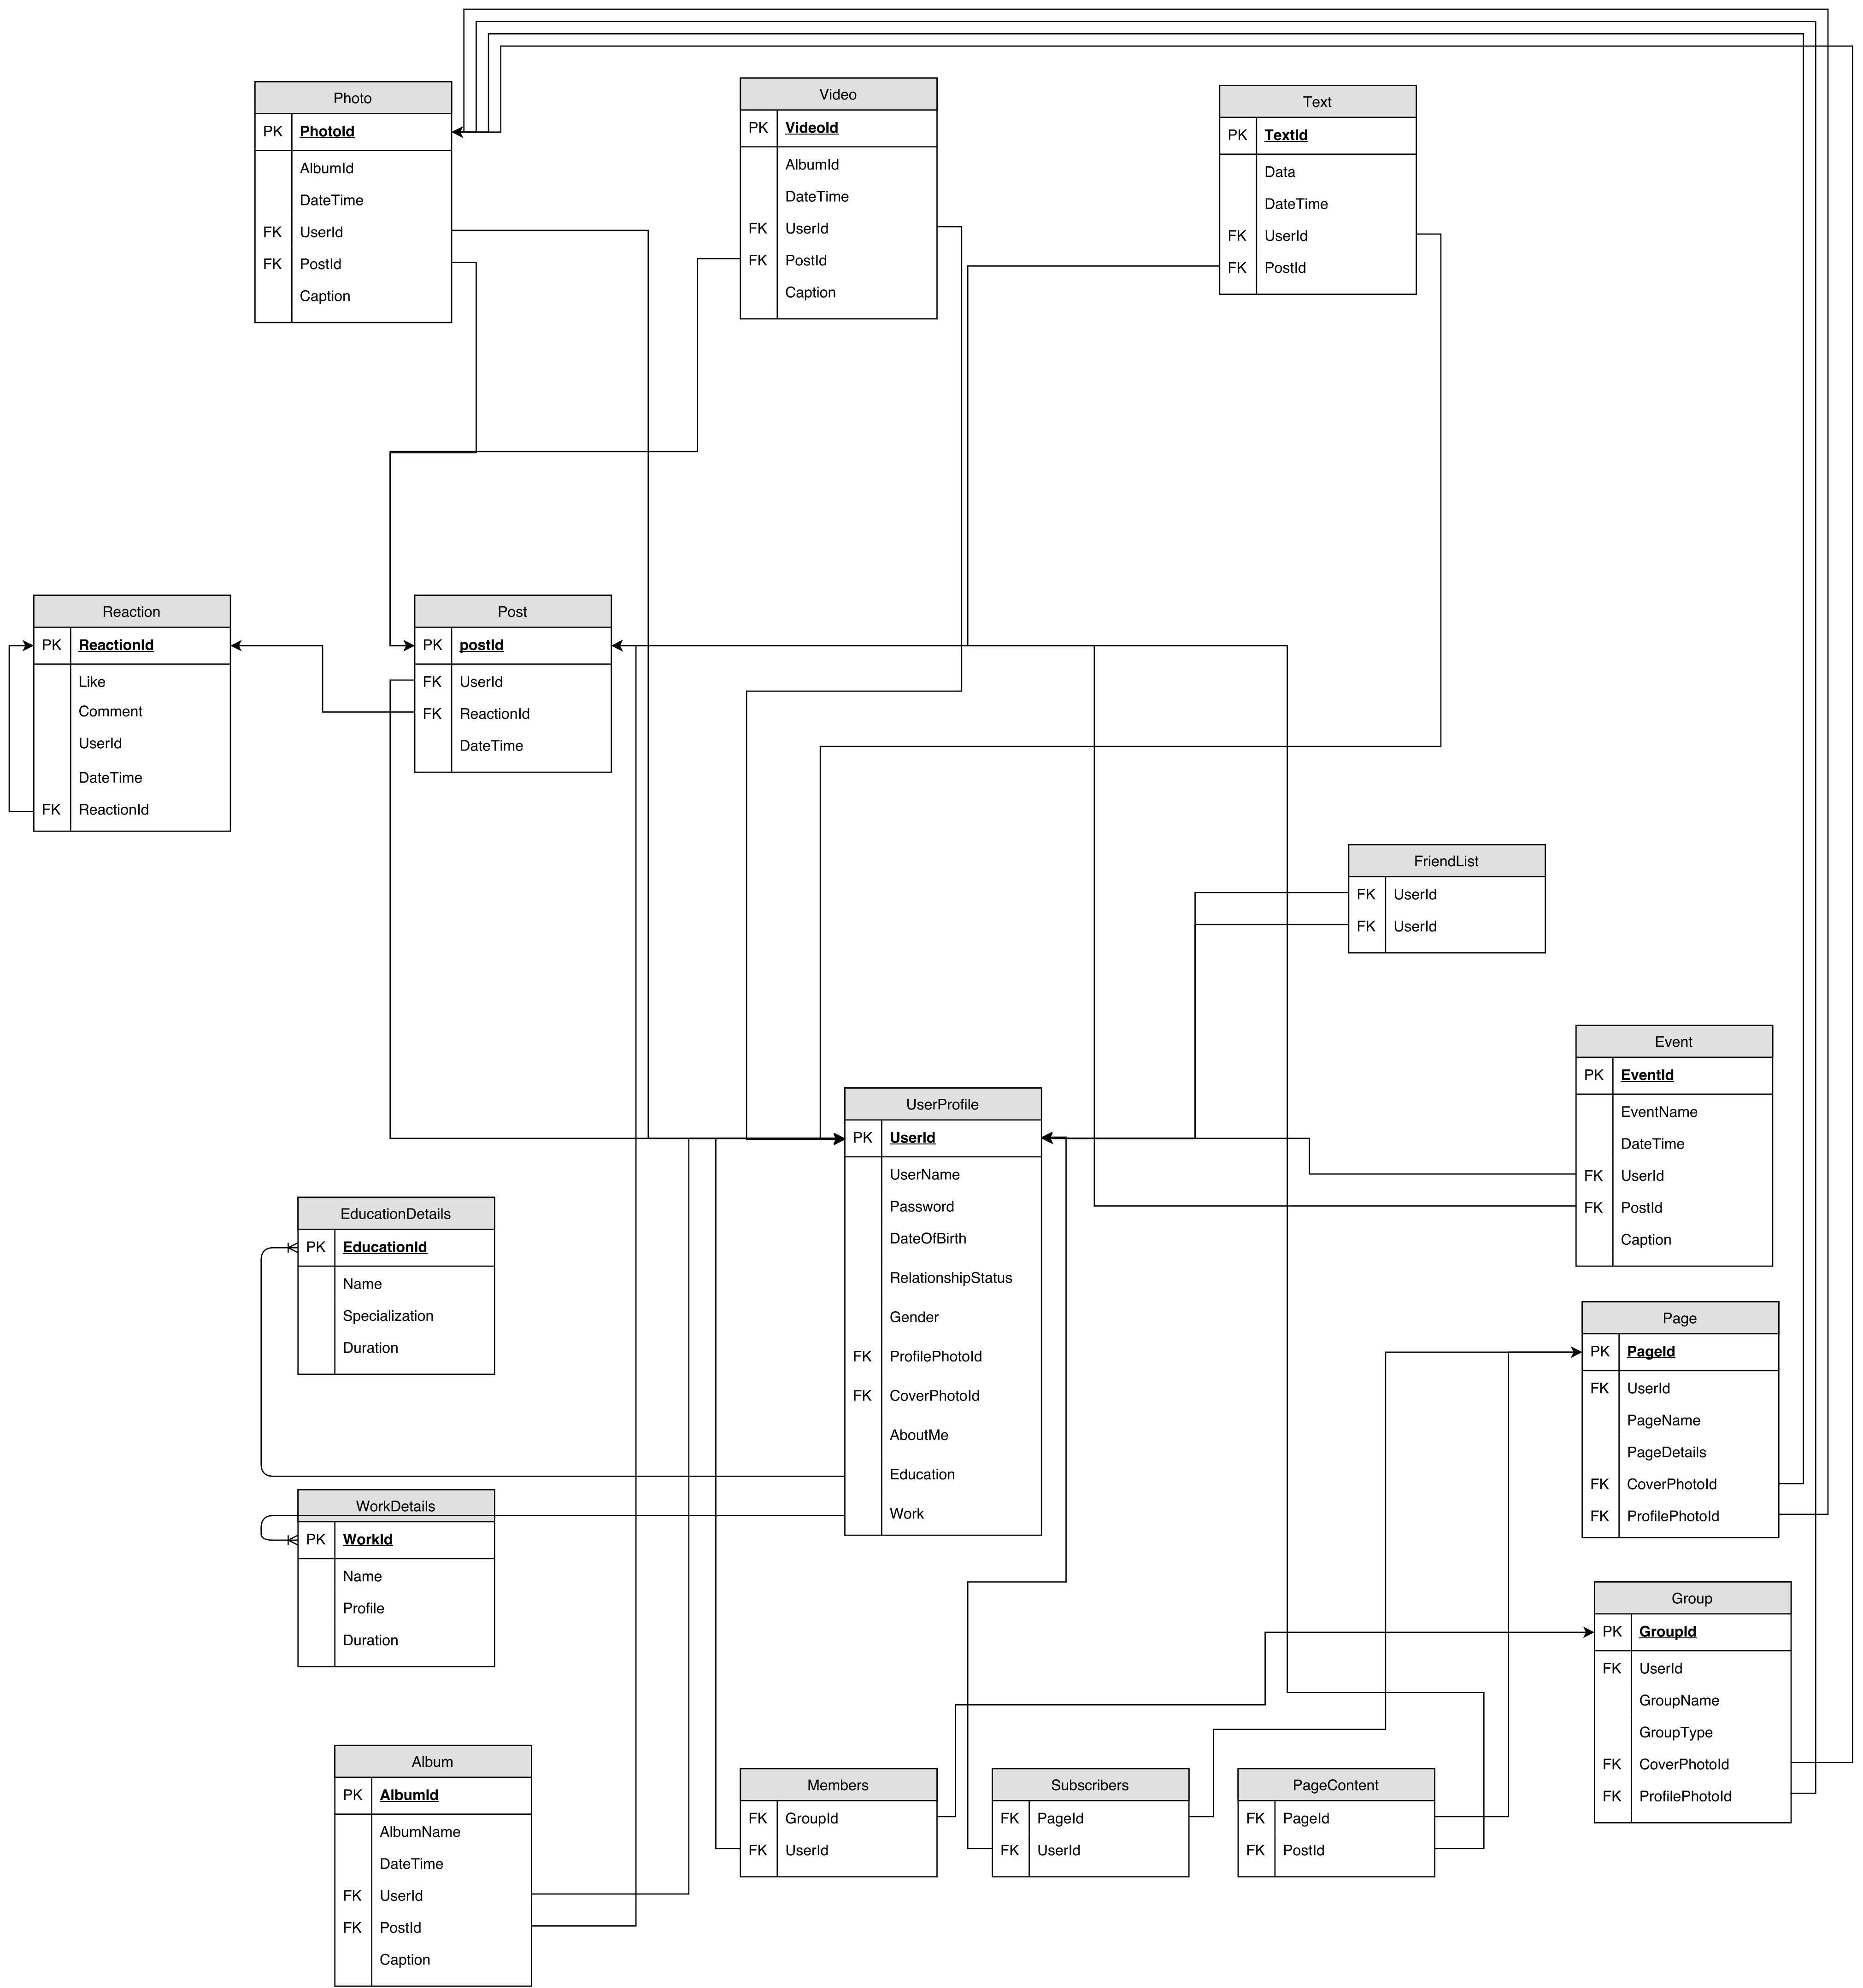 Photo
PK PhotoId
AlbumId
DateTime
FK UserId
FK PostId
Caption
Video
PK VideoId
AlbumId
DateTime
FK UserId
FK PostId
Caption
Text
PK TextId
Data
DateTime
FK UserId
FK PostId
Reaction
PK ReactionId
Like
Comment
UserId
DateTime
FK ReactionId
Post
PK postId
FK UserId
FK ReactionId
DateTime
FriendList
FK UserId
FK UserId
Event
PK EventId
EventName
DateTime
FK UserId
FK PostId
Caption
UserProfile
PK UserId
UserName
Password
DateOfBirth
RelationshipStatus
Gender
FK ProfilePhotoId
FK CoverPhotoId
AboutMe
Education
Work
EducationDetails
PK EducationId
Name
Specialization
Duration
Page
PK PageId
FK UserId
PageName
PageDetails
FK CoverPhotoId
FK ProfilePhotoId
WorkDetails
PK WorkId
Name
Profile
Duration
Group
PK GroupId
FK UserId
GroupName
GroupType
FK CoverPhotoId
FK ProfilePhotoId
Album
PK AlbumId
AlbumName
DateTime
FK UserId
FK PostId
Caption
Members
FK GroupId
FK UserId
Subscribers
FK PageId
FK UserId
PageContent
FK PageId
FK PostId